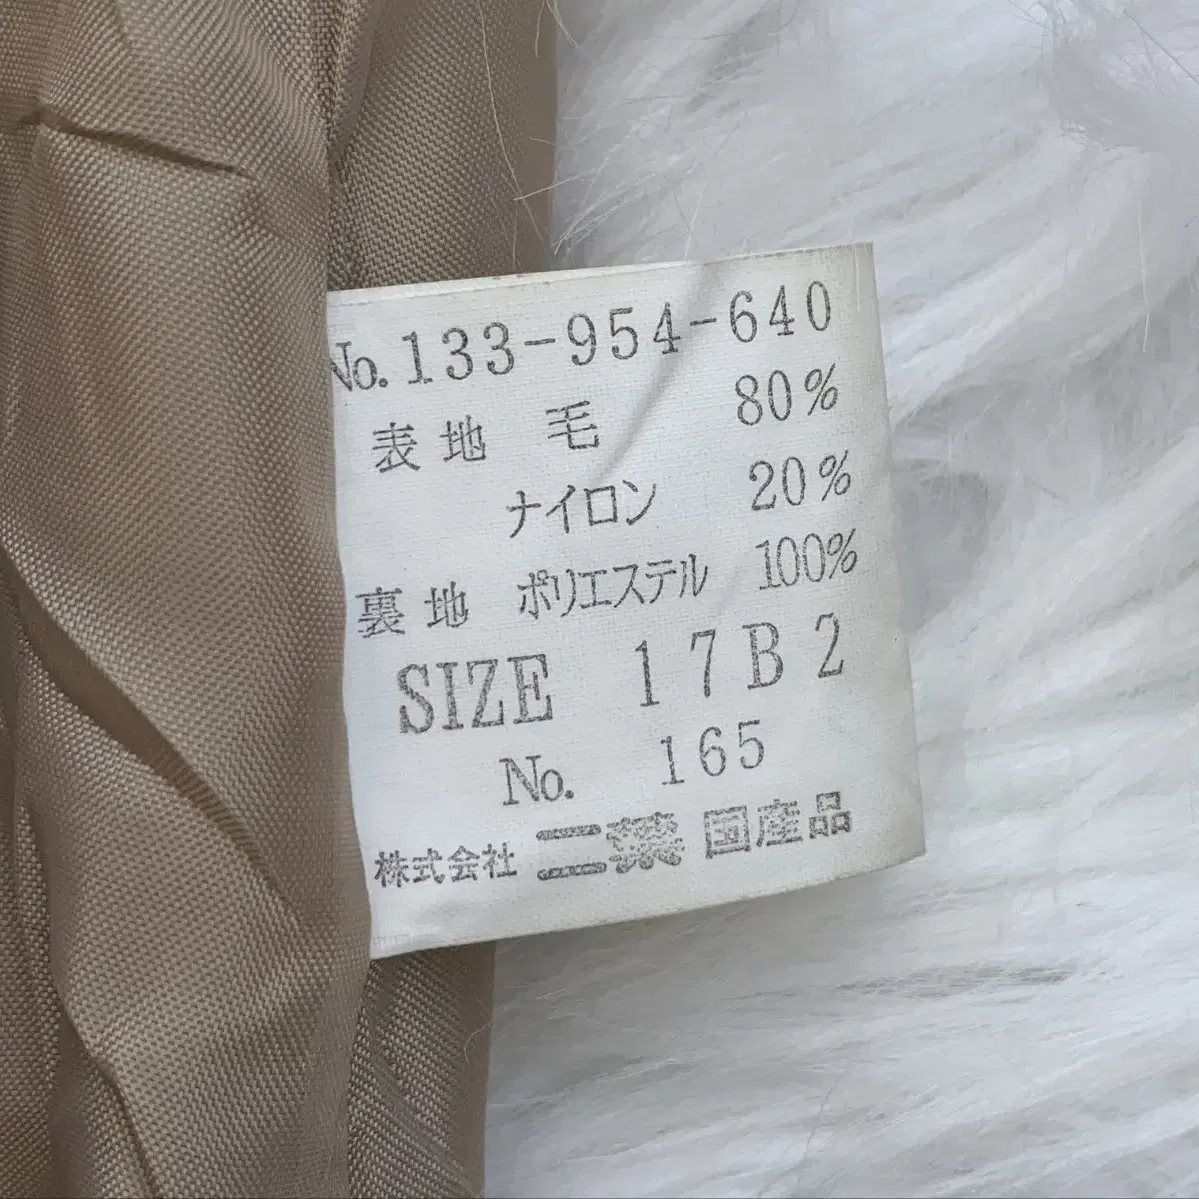 No.133-954-640
表地 毛 80%
ナイロン 20%
裏地 ポリエステル 100%
SIZE 17B2
No. 165
株式会社 三葉 国産品